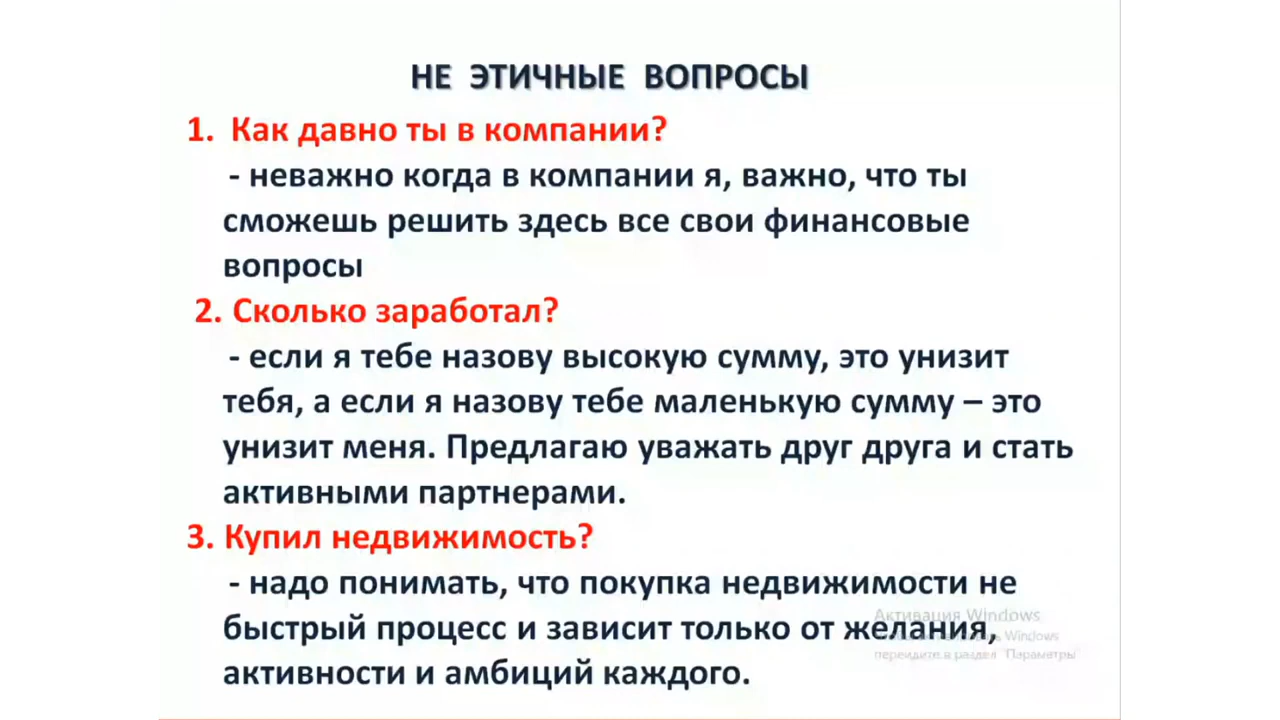 НЕ ЭТИЧНЫЕ ВОПРОСЫ
1. Как давно ты в компании?
- неважно когда в компании я, важно, что ты
сможешь решить здесь все свои финансовые
вопросы
2. Сколько заработал?
- если я тебе назову высокую сумму, это унизит
тебя, а если я назову тебе маленькую сумму – это
унизит меня. Предлагаю уважать друг друга и стать
активными партнерами.
3. Купил недвижимость?
- надо понимать, что покупка недвижимости не
Активация Windows
быстрый процесс и зависит только от желания,
Windows
перейдите в раздел "Параметры"
активности и амбиций каждого.